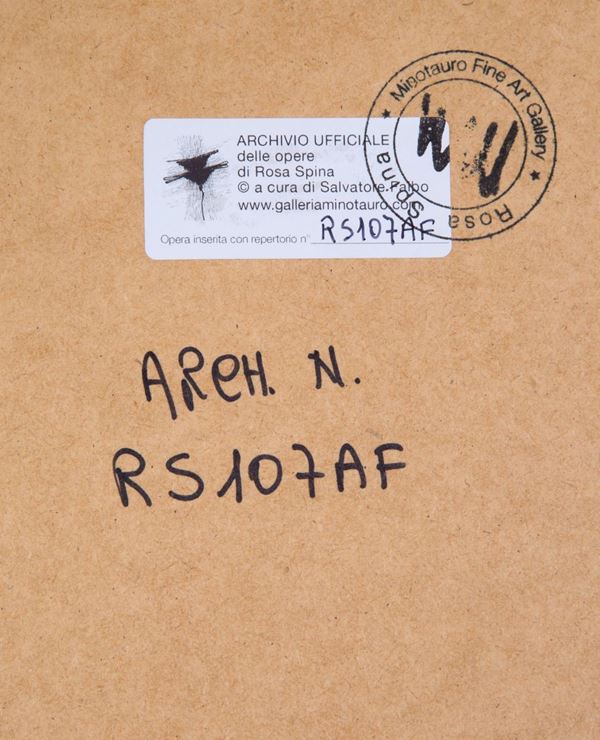 ARCHIVIO UFFICIALE
delle opere
di Rosa Spina
© a cura di Salvatore Falbo
www.galleriaminotauro.com
Opera inserita con repertorio n° RS107AF
★ Minotauro Fine Art Gallery ★
Rosa Spina
ARCH. N.
RS107AF